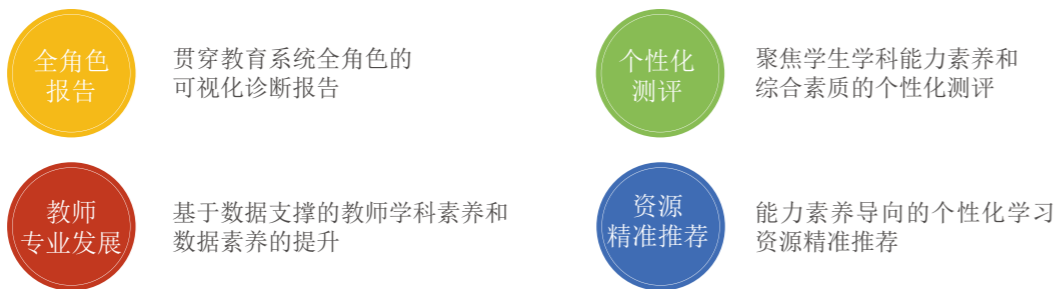 全角色
报告
贯穿教育系统全角色的
可视化诊断报告
个性化
测评
聚焦学生学科能力素养和
综合素质的个性化测评
教师
专业发展
基于数据支撑的教师学科素养和
数据素养的提升
资源
精准推荐
能力素养导向的个性化学习
资源精准推荐